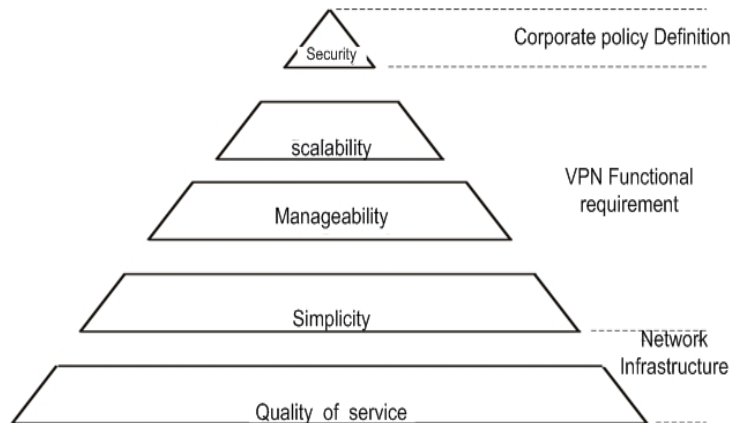 Corporate policy Definition
Security
scalability
VPN Functional
requirement
Manageability
Simplicity
Network
Infrastructure
Quality of service